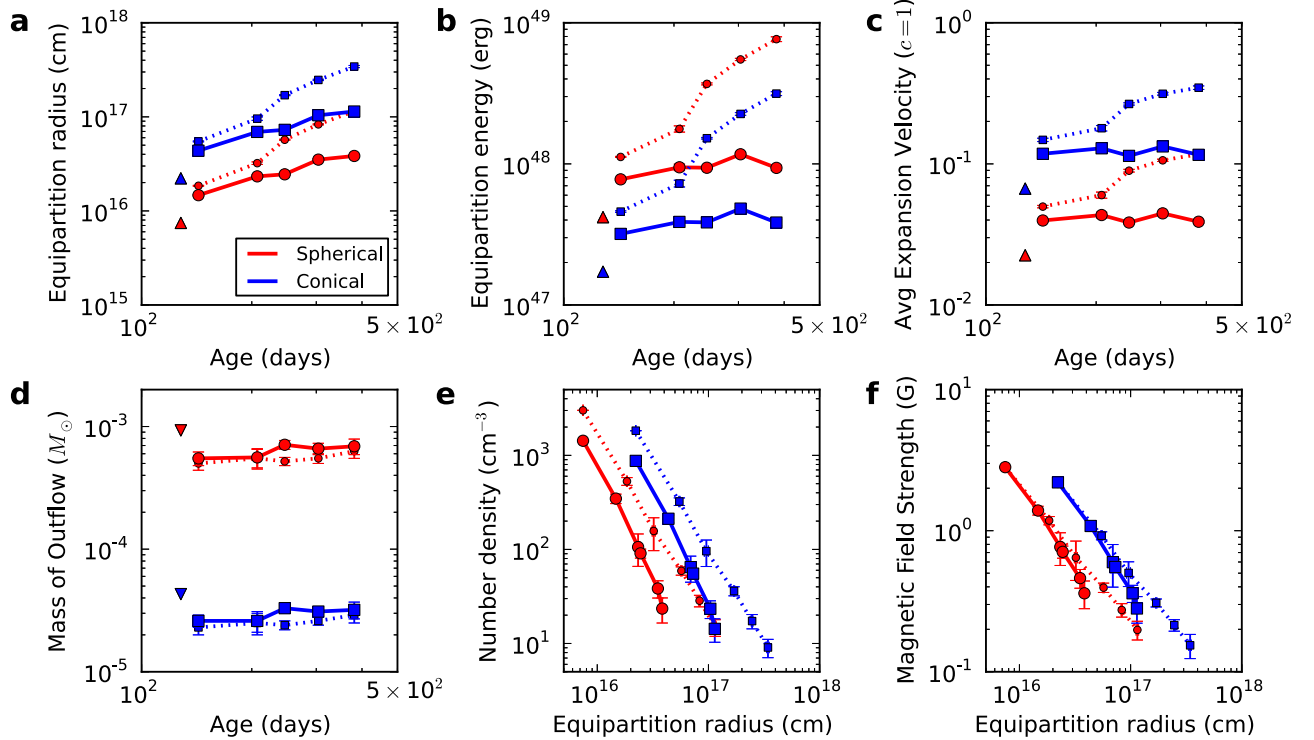 a
Equipartition radius (cm)
10^18
10^17
10^16
10^15
10^2
5 × 10^2
Age (days)
Spherical
Conical
b
Equipartition energy (erg)
10^49
10^48
10^47
10^2
5 × 10^2
Age (days)
c
Avg Expansion Velocity (c=1)
10^0
10^-1
10^-2
10^2
5 × 10^2
Age (days)
d
Mass of Outflow (M_⊙)
10^-3
10^-4
10^-5
10^2
5 × 10^2
Age (days)
e
Number density (cm^-3)
10^3
10^2
10^1
10^16
10^17
10^18
Equipartition radius (cm)
f
Magnetic Field Strength (G)
10^1
10^0
10^-1
10^16
10^17
10^18
Equipartition radius (cm)